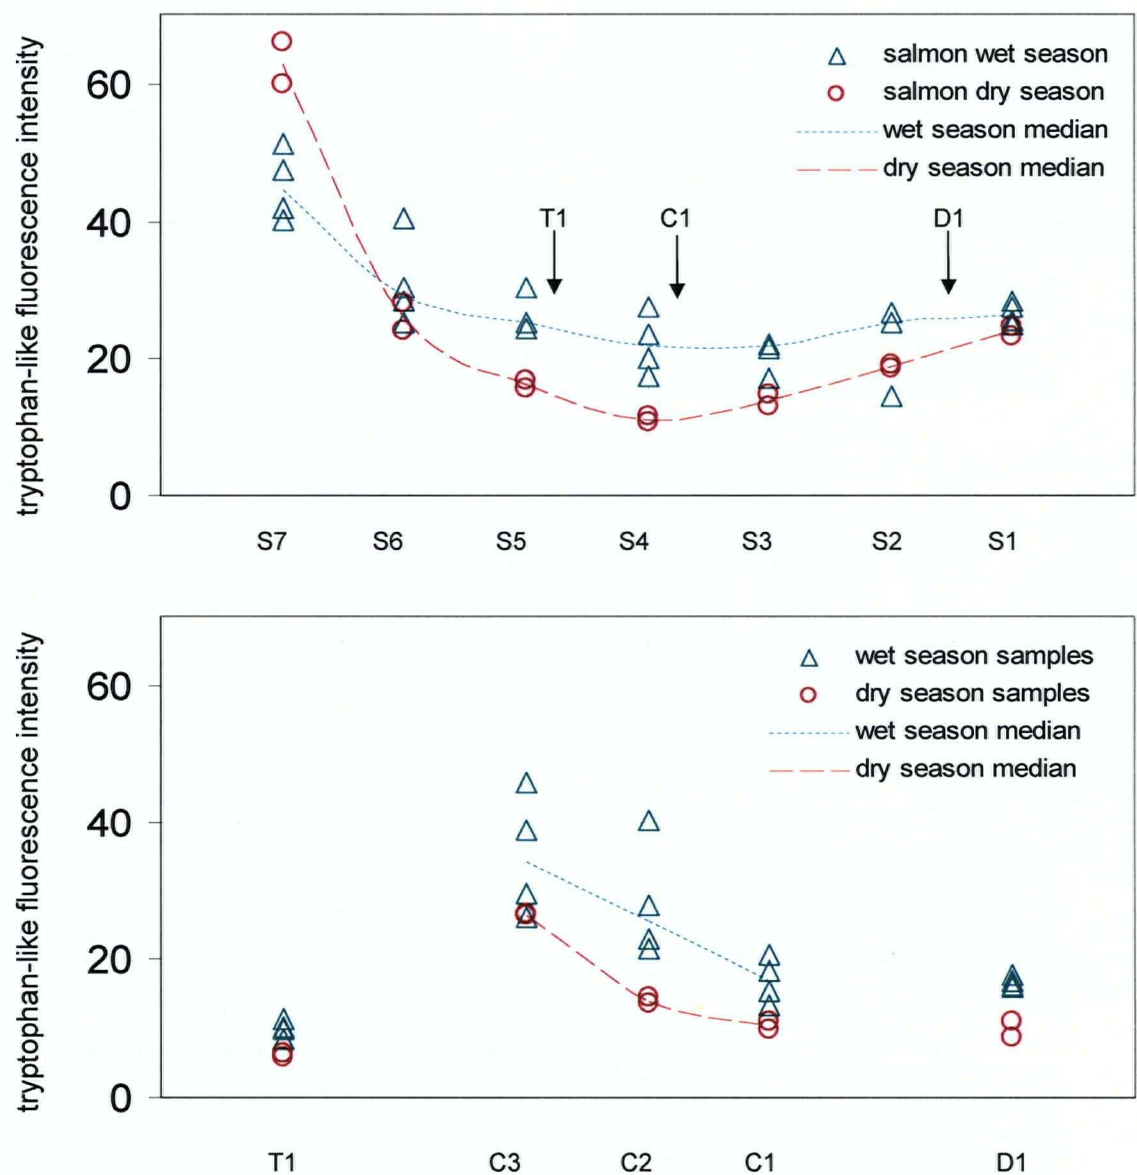 tryptophan-like fluorescence intensity
60
40
20
0
salmon wet season
salmon dry season
wet season median
dry season median
T1 C1 D1
S7 S6 S5 S4 S3 S2 S1
tryptophan-like fluorescence intensity
60
40
20
0
wet season samples
dry season samples
wet season median
dry season median
T1 C3 C2 C1 D1